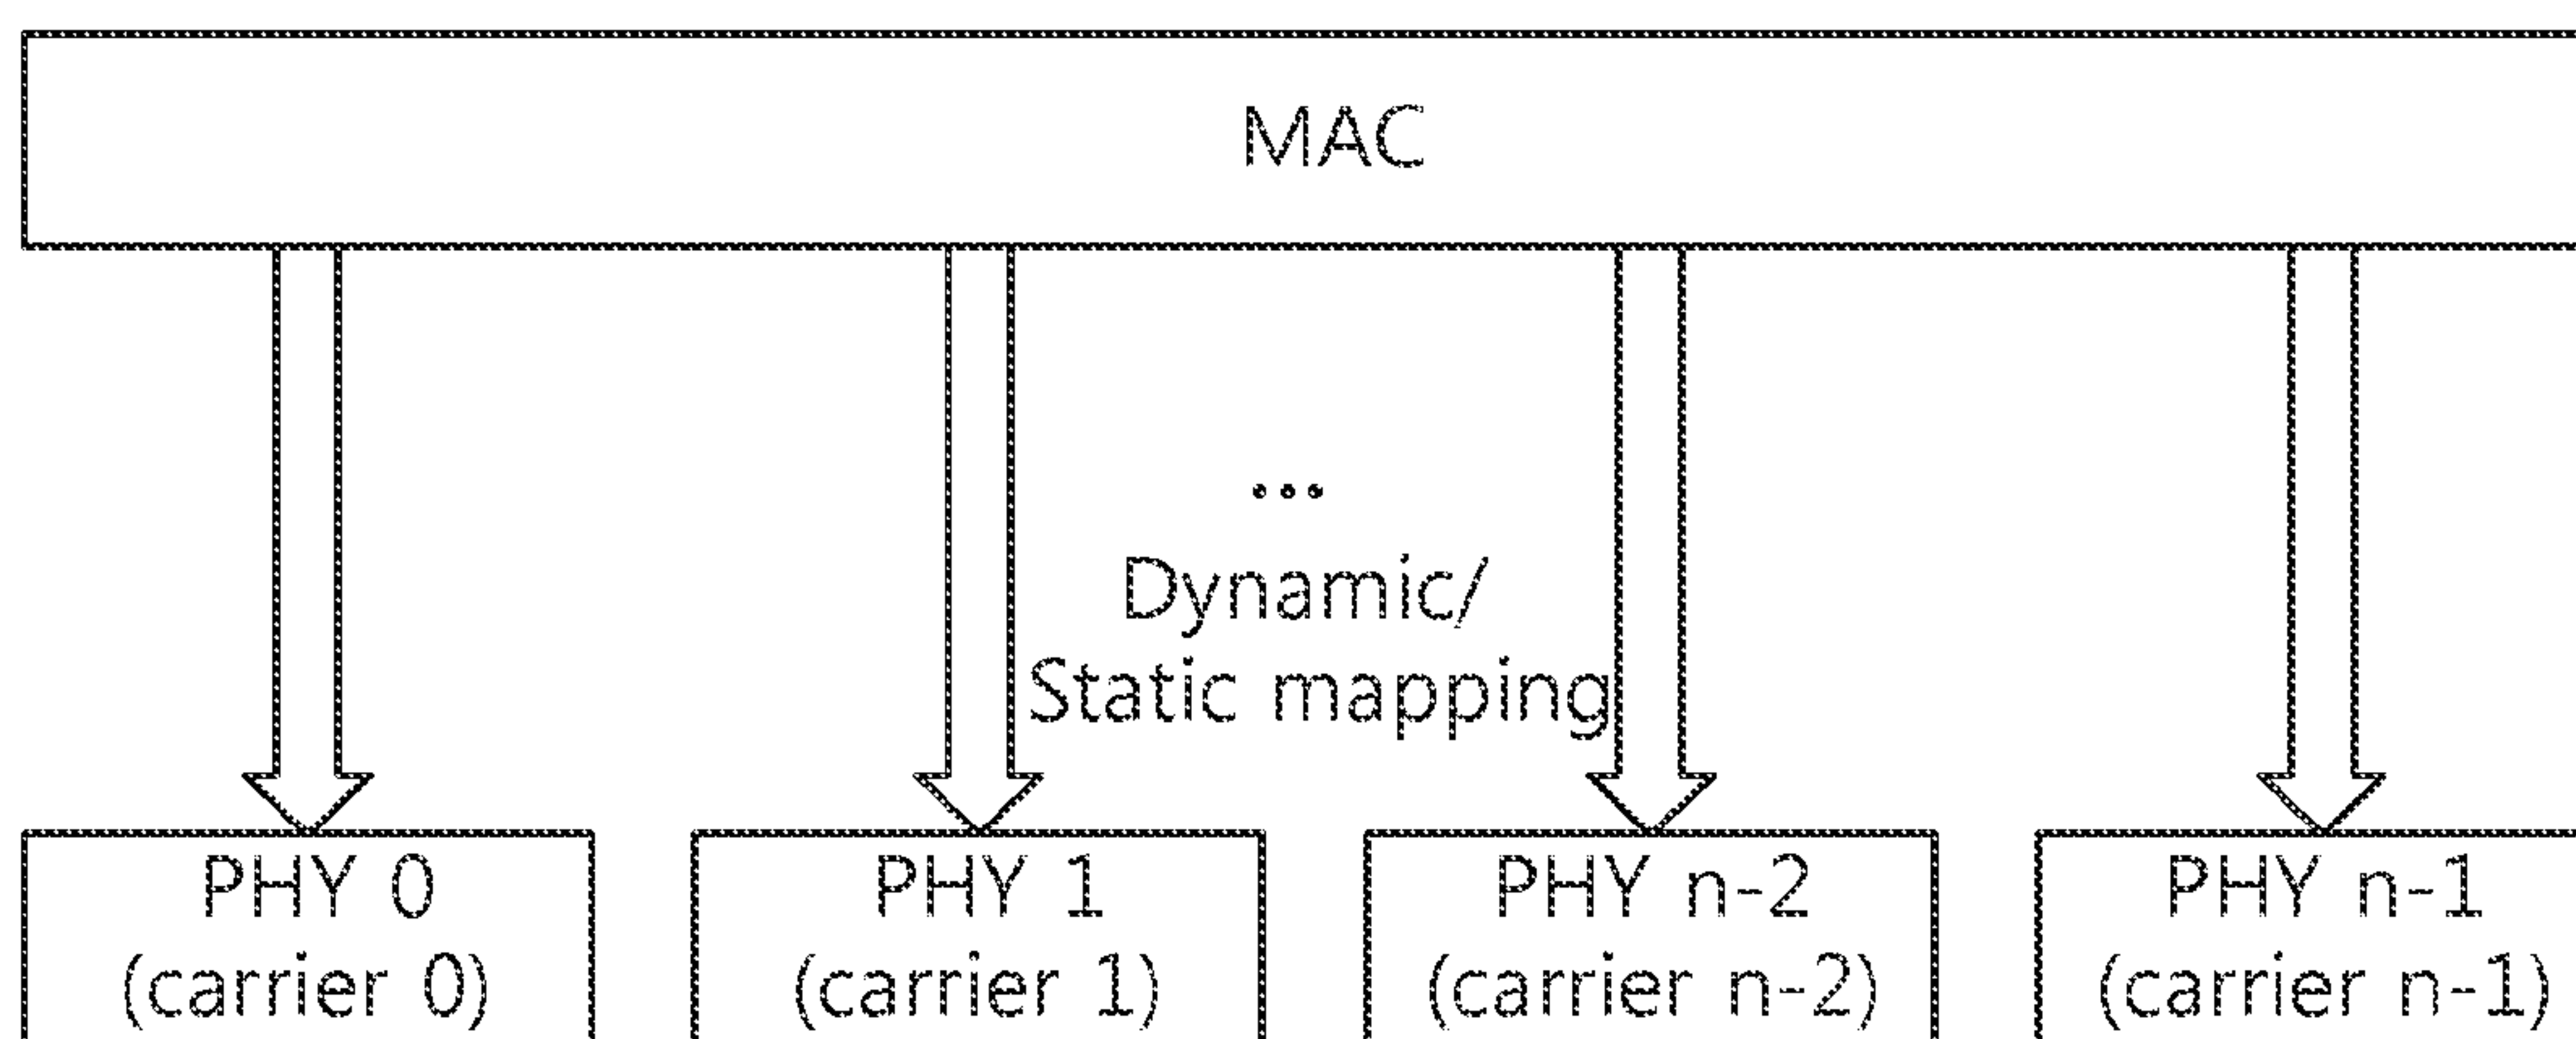 MAC
...
Dynamic/
Static mapping
PHY 0
(carrier 0)
PHY 1
(carrier 1)
PHY n-2
(carrier n-2)
PHY n-1
(carrier n-1)